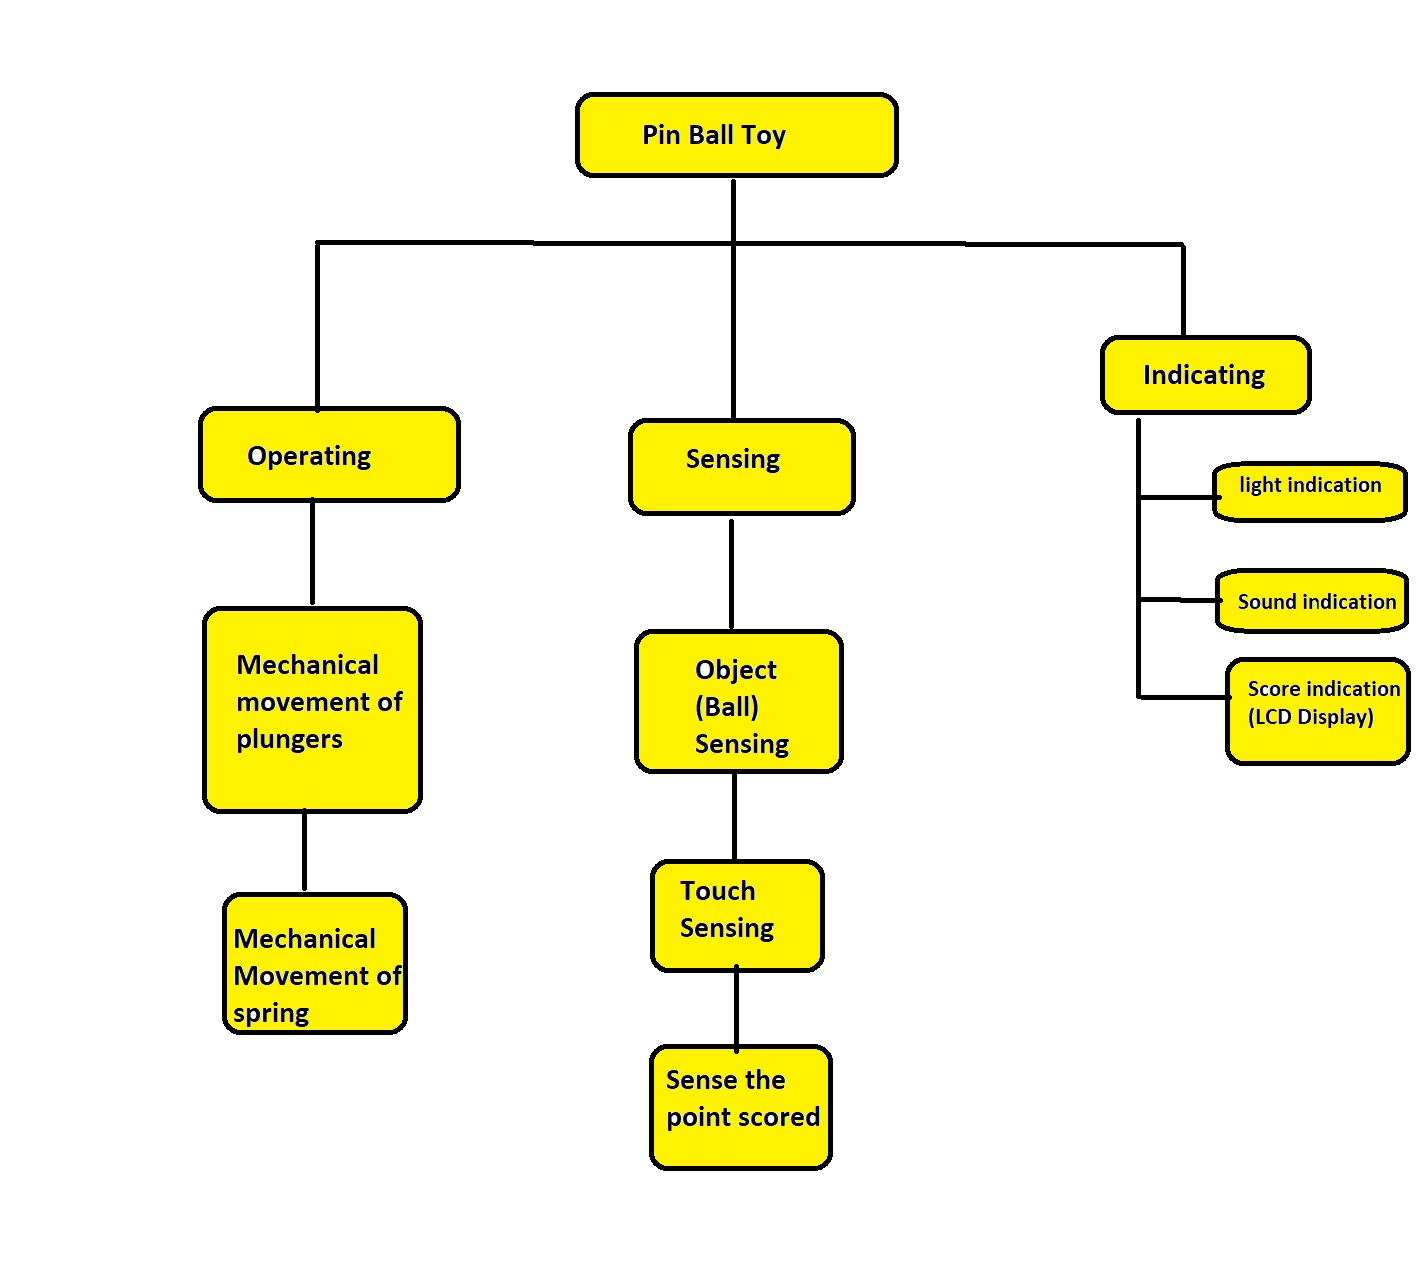 Pin Ball Toy
Operating
Mechanical
movement of
plungers
Mechanical
Movement of
spring
Sensing
Object
(Ball)
Sensing
Touch
Sensing
Sense the
point scored
Indicating
light indication
Sound indication
Score indication
(LCD Display)